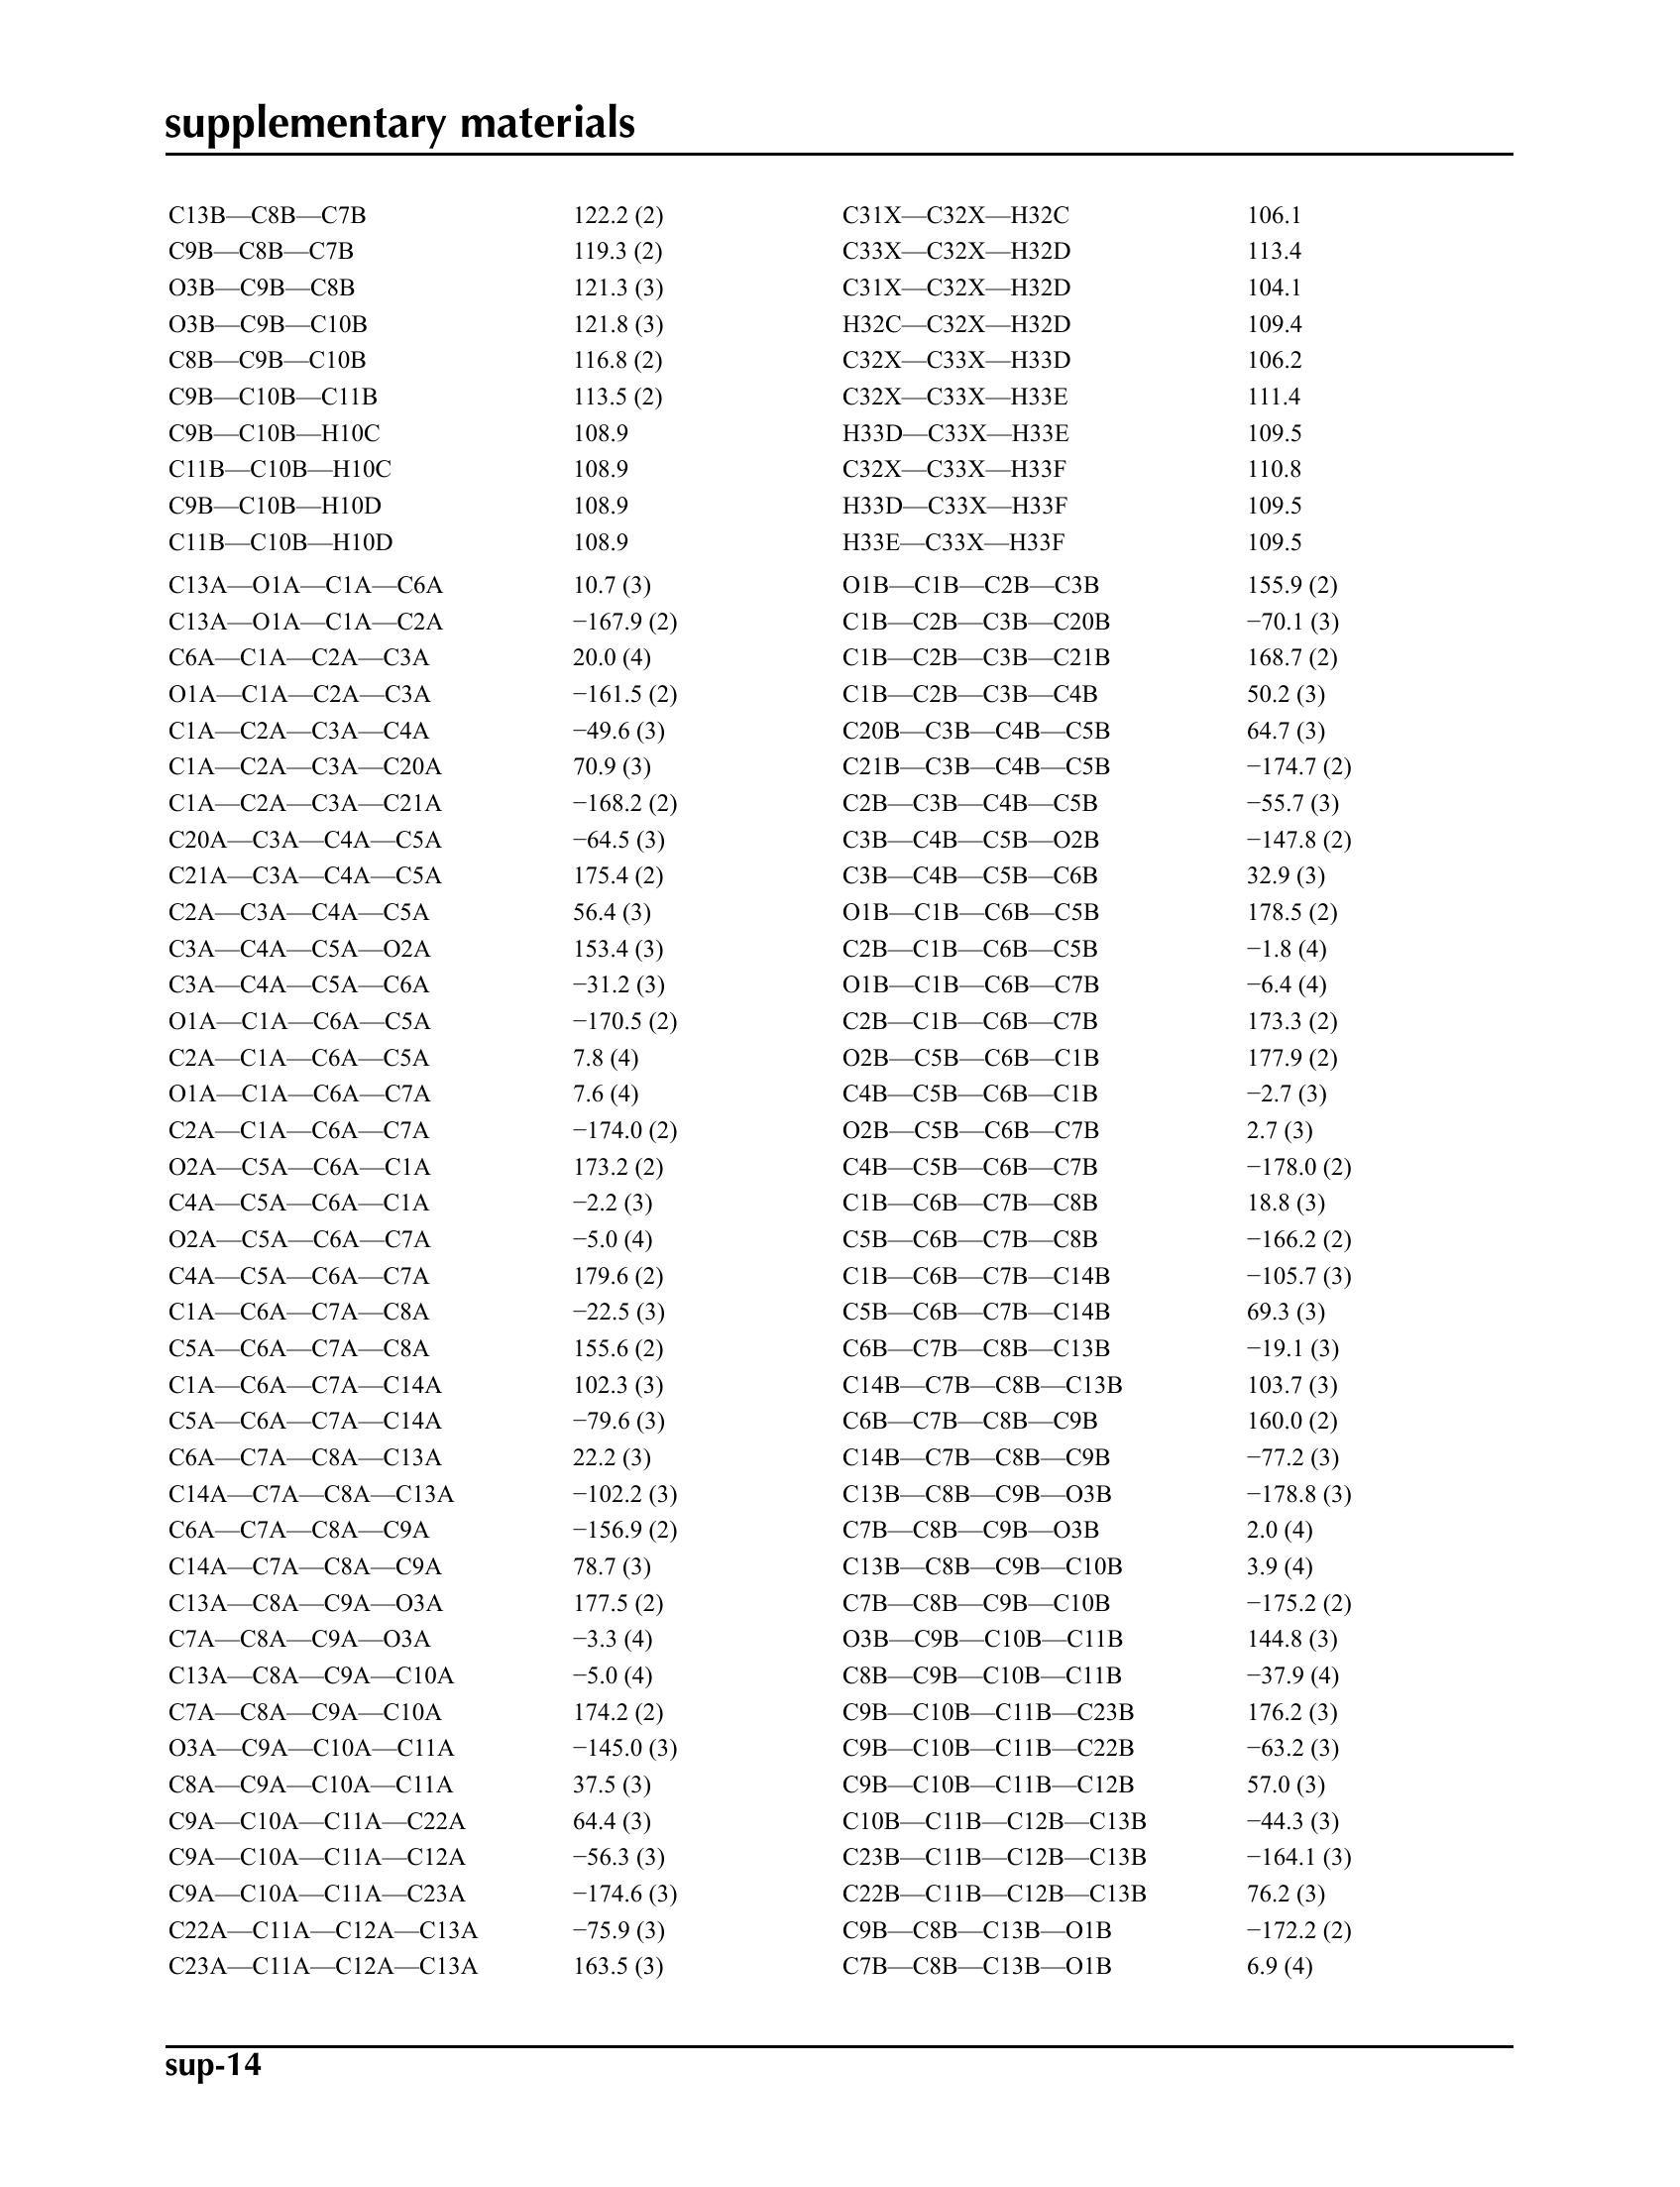 supplementary materials
C13B—C8B—C7B 122.2 (2) C31X—C32X—H32C 106.1
C9B—C8B—C7B 119.3 (2) C33X—C32X—H32D 113.4
O3B—C9B—C8B 121.3 (3) C31X—C32X—H32D 104.1
O3B—C9B—C10B 121.8 (3) H32C—C32X—H32D 109.4
C8B—C9B—C10B 116.8 (2) C32X—C33X—H33D 106.2
C9B—C10B—C11B 113.5 (2) C32X—C33X—H33E 111.4
C9B—C10B—H10C 108.9 H33D—C33X—H33E 109.5
C11B—C10B—H10C 108.9 C32X—C33X—H33F 110.8
C9B—C10B—H10D 108.9 H33D—C33X—H33F 109.5
C11B—C10B—H10D 108.9 H33E—C33X—H33F 109.5
C13A—O1A—C1A—C6A 10.7 (3) O1B—C1B—C2B—C3B 155.9 (2)
C13A—O1A—C1A—C2A −167.9 (2) C1B—C2B—C3B—C20B −70.1 (3)
C6A—C1A—C2A—C3A 20.0 (4) C1B—C2B—C3B—C21B 168.7 (2)
O1A—C1A—C2A—C3A −161.5 (2) C1B—C2B—C3B—C4B 50.2 (3)
C1A—C2A—C3A—C4A −49.6 (3) C20B—C3B—C4B—C5B 64.7 (3)
C1A—C2A—C3A—C20A 70.9 (3) C21B—C3B—C4B—C5B −174.7 (2)
C1A—C2A—C3A—C21A −168.2 (2) C2B—C3B—C4B—C5B −55.7 (3)
C20A—C3A—C4A—C5A −64.5 (3) C3B—C4B—C5B—O2B −147.8 (2)
C21A—C3A—C4A—C5A 175.4 (2) C3B—C4B—C5B—C6B 32.9 (3)
C2A—C3A—C4A—C5A 56.4 (3) O1B—C1B—C6B—C5B 178.5 (2)
C3A—C4A—C5A—O2A 153.4 (3) C2B—C1B—C6B—C5B −1.8 (4)
C3A—C4A—C5A—C6A −31.2 (3) O1B—C1B—C6B—C7B −6.4 (4)
O1A—C1A—C6A—C5A −170.5 (2) C2B—C1B—C6B—C7B 173.3 (2)
C2A—C1A—C6A—C5A 7.8 (4) O2B—C5B—C6B—C1B 177.9 (2)
O1A—C1A—C6A—C7A 7.6 (4) C4B—C5B—C6B—C1B −2.7 (3)
C2A—C1A—C6A—C7A −174.0 (2) O2B—C5B—C6B—C7B 2.7 (3)
O2A—C5A—C6A—C1A 173.2 (2) C4B—C5B—C6B—C7B −178.0 (2)
C4A—C5A—C6A—C1A −2.2 (3) C1B—C6B—C7B—C8B 18.8 (3)
O2A—C5A—C6A—C7A −5.0 (4) C5B—C6B—C7B—C8B −166.2 (2)
C4A—C5A—C6A—C7A 179.6 (2) C1B—C6B—C7B—C14B −105.7 (3)
C1A—C6A—C7A—C8A −22.5 (3) C5B—C6B—C7B—C14B 69.3 (3)
C5A—C6A—C7A—C8A 155.6 (2) C6B—C7B—C8B—C13B −19.1 (3)
C1A—C6A—C7A—C14A 102.3 (3) C14B—C7B—C8B—C13B 103.7 (3)
C5A—C6A—C7A—C14A −79.6 (3) C6B—C7B—C8B—C9B 160.0 (2)
C6A—C7A—C8A—C13A 22.2 (3) C14B—C7B—C8B—C9B −77.2 (3)
C14A—C7A—C8A—C13A −102.2 (3) C13B—C8B—C9B—O3B −178.8 (3)
C6A—C7A—C8A—C9A −156.9 (2) C7B—C8B—C9B—O3B 2.0 (4)
C14A—C7A—C8A—C9A 78.7 (3) C13B—C8B—C9B—C10B 3.9 (4)
C13A—C8A—C9A—O3A 177.5 (2) C7B—C8B—C9B—C10B −175.2 (2)
C7A—C8A—C9A—O3A −3.3 (4) O3B—C9B—C10B—C11B 144.8 (3)
C13A—C8A—C9A—C10A −5.0 (4) C8B—C9B—C10B—C11B −37.9 (4)
C7A—C8A—C9A—C10A 174.2 (2) C9B—C10B—C11B—C23B 176.2 (3)
O3A—C9A—C10A—C11A −145.0 (3) C9B—C10B—C11B—C22B −63.2 (3)
C8A—C9A—C10A—C11A 37.5 (3) C9B—C10B—C11B—C12B 57.0 (3)
C9A—C10A—C11A—C22A 64.4 (3) C10B—C11B—C12B—C13B −44.3 (3)
C9A—C10A—C11A—C12A −56.3 (3) C23B—C11B—C12B—C13B −164.1 (3)
C9A—C10A—C11A—C23A −174.6 (3) C22B—C11B—C12B—C13B 76.2 (3)
C22A—C11A—C12A—C13A −75.9 (3) C9B—C8B—C13B—O1B −172.2 (2)
C23A—C11A—C12A—C13A 163.5 (3) C7B—C8B—C13B—O1B 6.9 (4)
sup-14